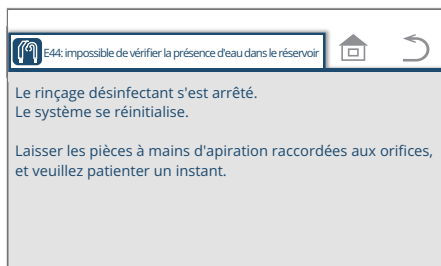 E44: impossible de vérifier la présence d'eau dans le réservoir
Le rinçage désinfectant s'est arrêté.
Le système se réinitialise.
Laisser les pièces à mains d'apiration raccordées aux orifices,
et veuillez patienter un instant.